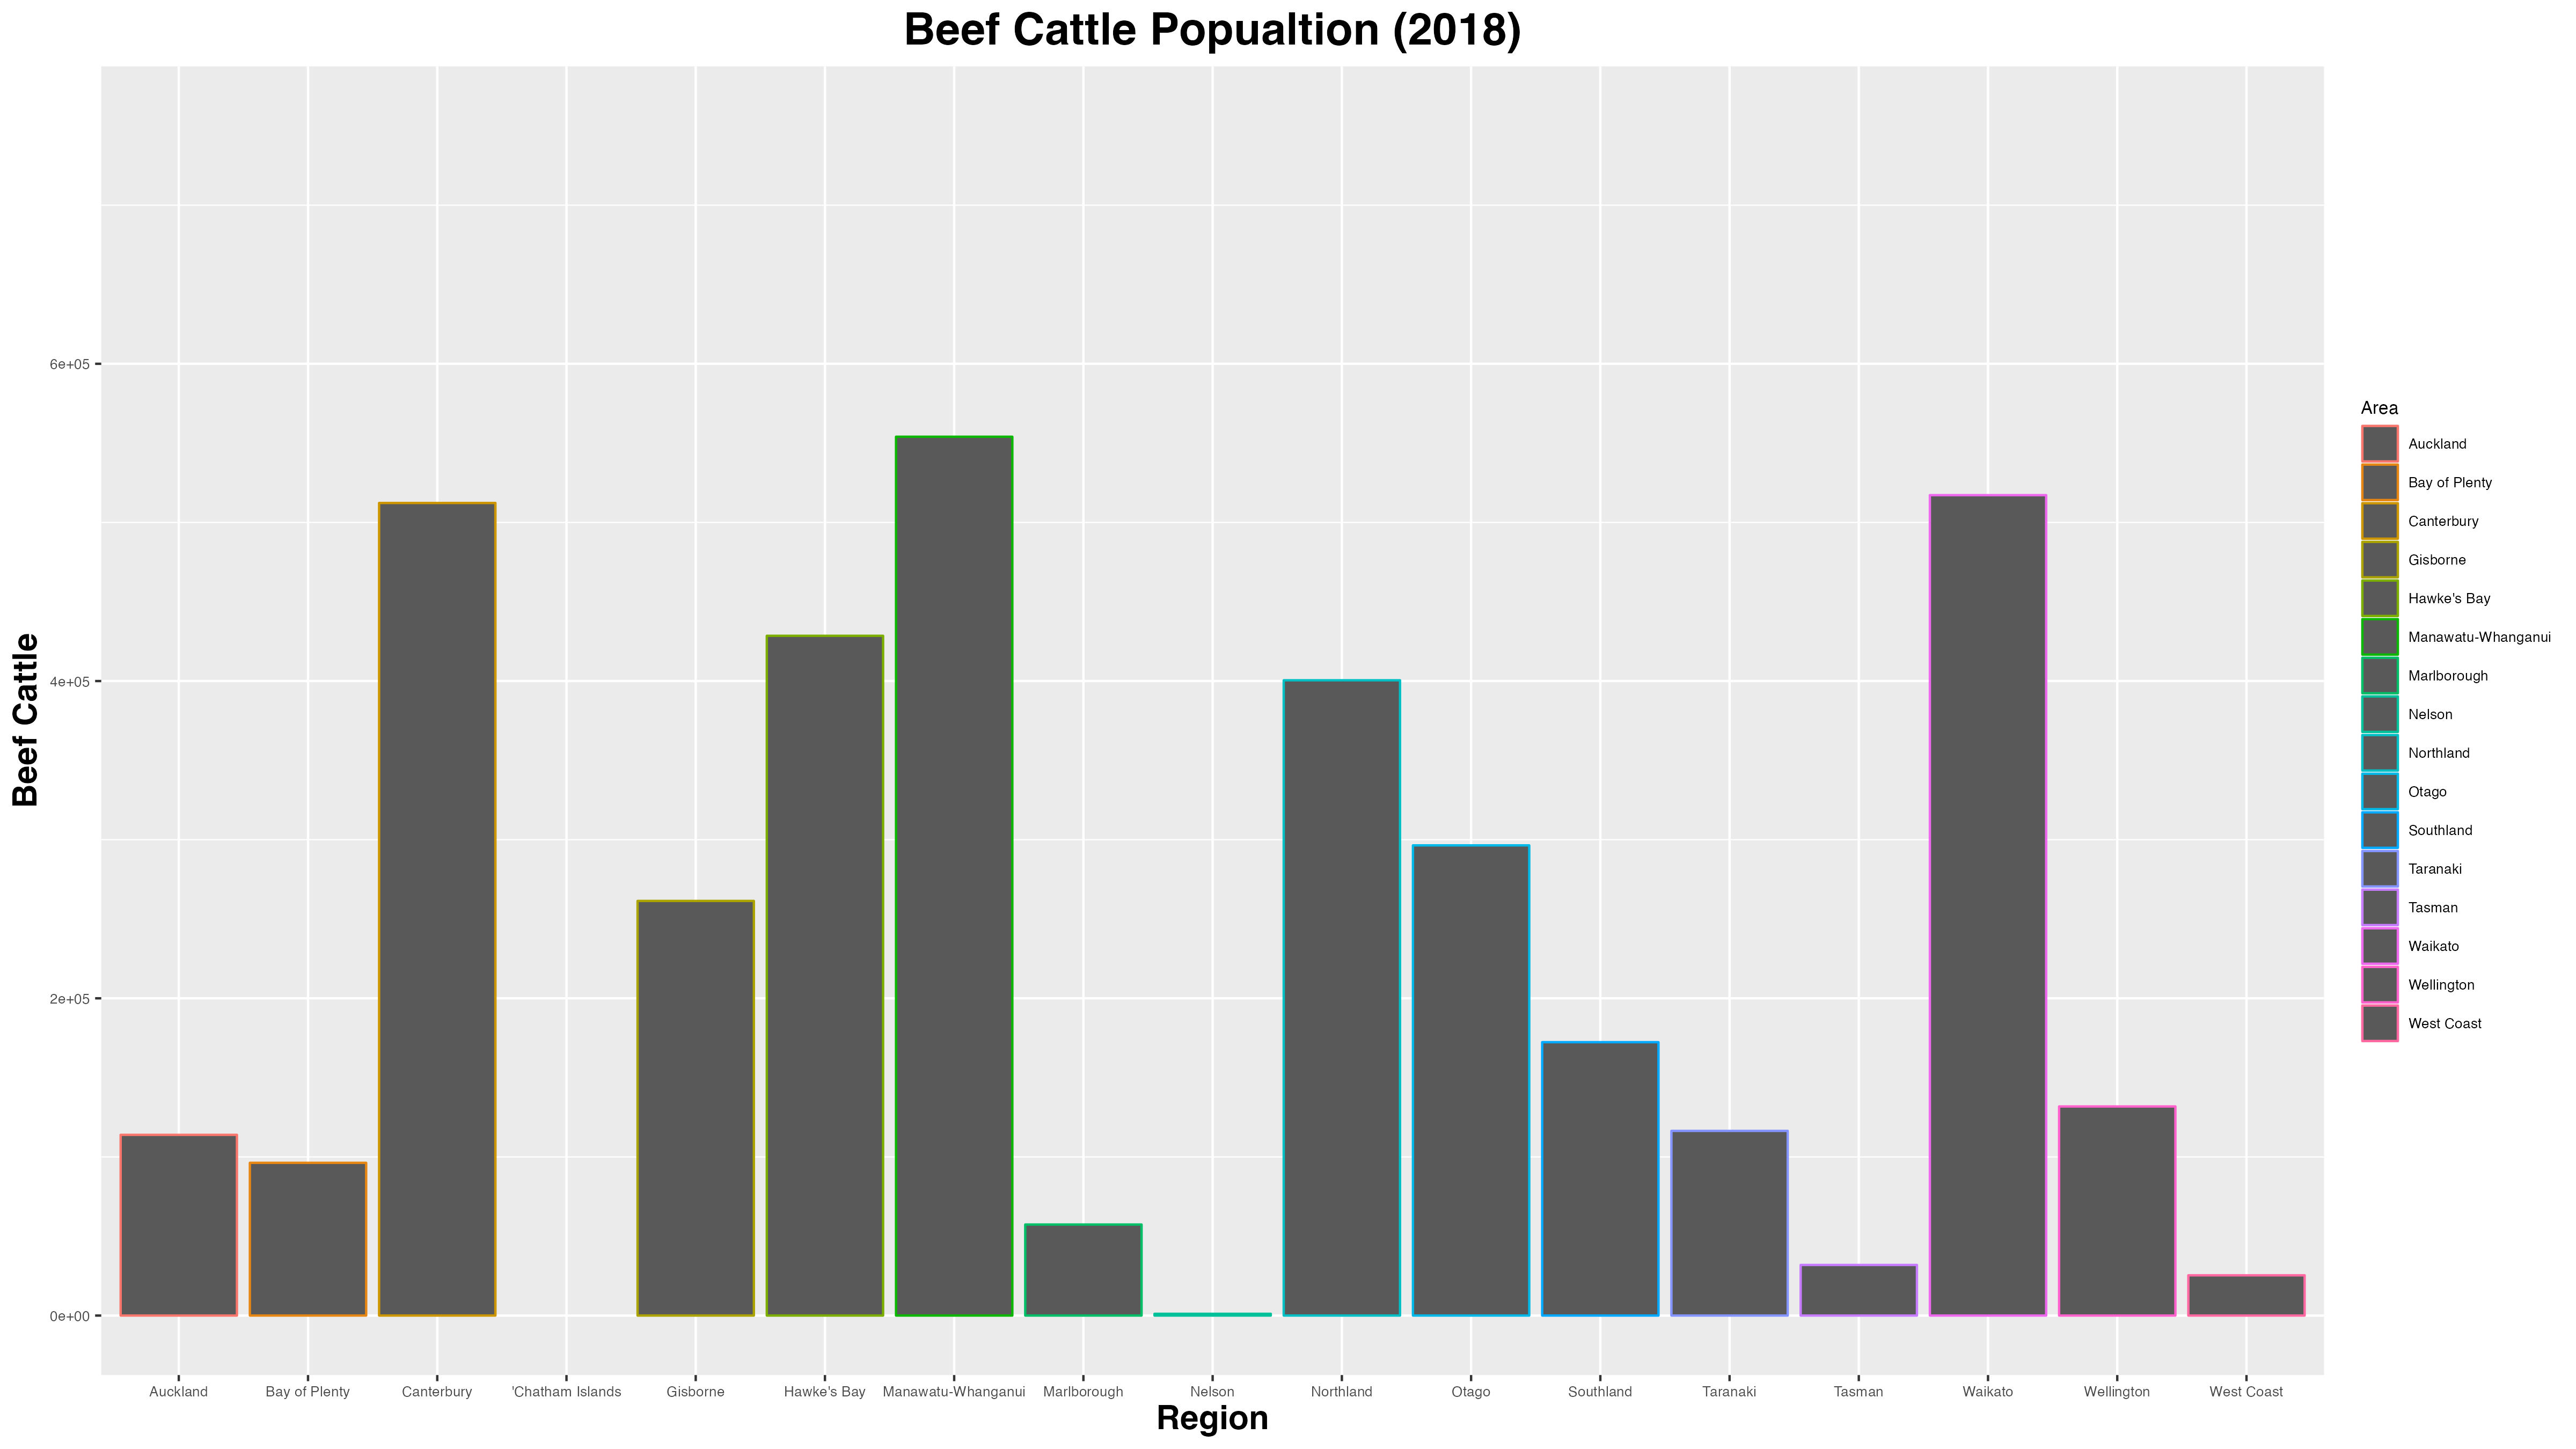 Beef Cattle Popualtion (2018)
Beef Cattle
6e+05
4e+05
2e+05
0e+00
Auckland
Bay of Plenty
Canterbury
'Chatham Islands
Gisborne
Hawke's Bay
Manawatu-Whanganui
Marlborough
Nelson
Northland
Otago
Southland
Taranaki
Tasman
Waikato
Wellington
West Coast
Region
Area
Auckland
Bay of Plenty
Canterbury
Gisborne
Hawke's Bay
Manawatu-Whanganui
Marlborough
Nelson
Northland
Otago
Southland
Taranaki
Tasman
Waikato
Wellington
West Coast